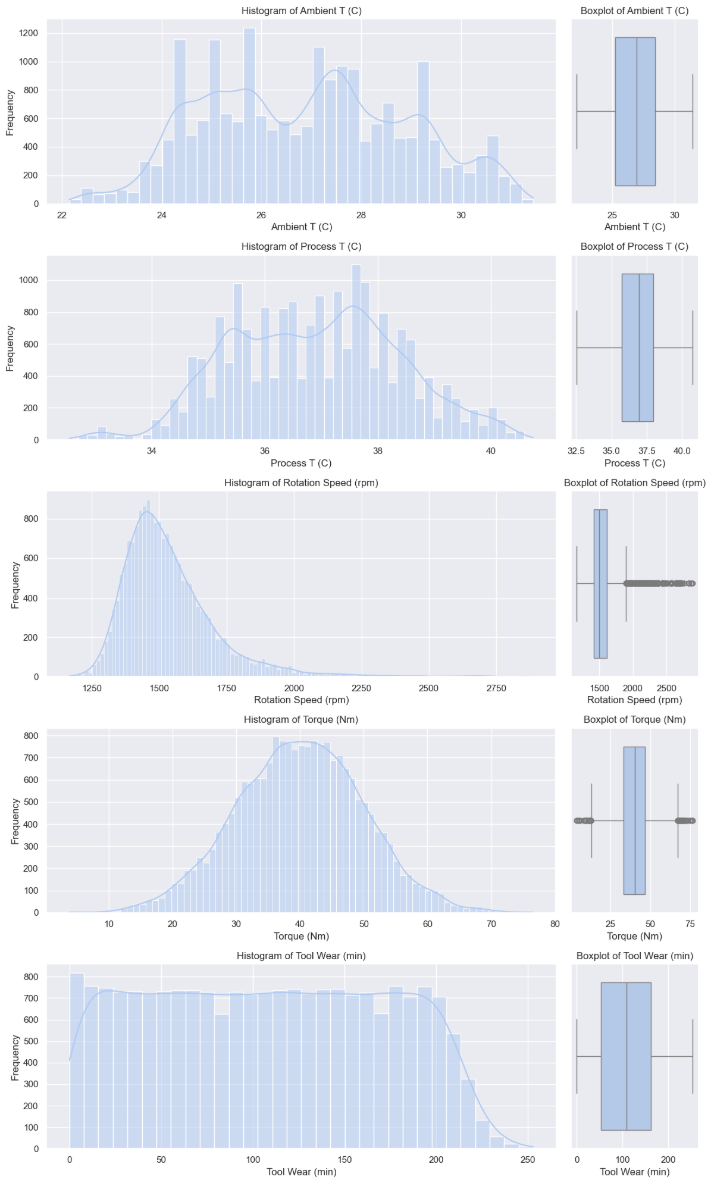 Histogram of Ambient T (C)
Boxplot of Ambient T (C)
Frequency
1200
1000
800
600
400
200
0
22 24 26 28 30
Ambient T (C)
25 30
Ambient T (C)
Histogram of Process T (C)
Boxplot of Process T (C)
Frequency
1000
800
600
400
200
0
34 36 38 40
Process T (C)
32.5 35.0 37.5 40.0
Process T (C)
Histogram of Rotation Speed (rpm)
Boxplot of Rotation Speed (rpm)
Frequency
800
600
400
200
0
1250 1500 1750 2000 2250 2500 2750
Rotation Speed (rpm)
1500 2000 2500
Rotation Speed (rpm)
Histogram of Torque (Nm)
Boxplot of Torque (Nm)
Frequency
800
700
600
500
400
300
200
100
0
10 20 30 40 50 60 70 80
Torque (Nm)
25 50 75
Torque (Nm)
Histogram of Tool Wear (min)
Boxplot of Tool Wear (min)
Frequency
800
700
600
500
400
300
200
100
0
0 50 100 150 200 250
Tool Wear (min)
0 100 200
Tool Wear (min)